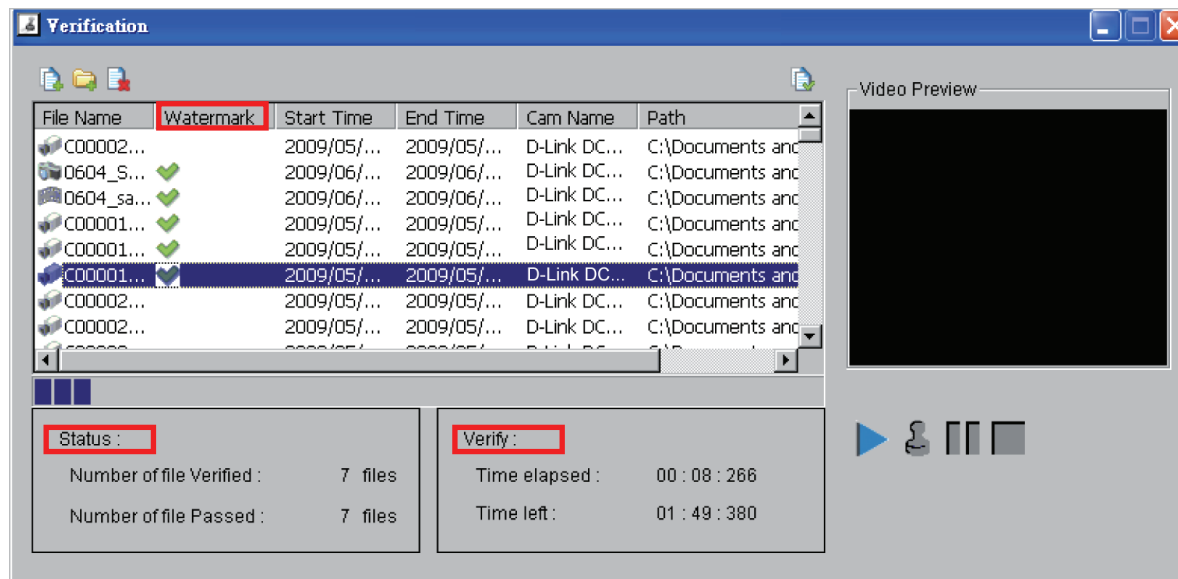 Verification
Video Preview
File Name Watermark Start Time End Time Cam Name Path
C00002... 2009/05/... 2009/05/... D-Link DC... C:\Documents and
0604_S... 2009/06/... 2009/06/... D-Link DC... C:\Documents and
0604_sa... 2009/06/... 2009/06/... D-Link DC... C:\Documents and
C00001... 2009/05/... 2009/05/... D-Link DC... C:\Documents and
C00001... 2009/05/... 2009/05/... D-Link DC... C:\Documents and
C00001... 2009/05/... 2009/05/... D-Link DC... C:\Documents and
C00002... 2009/05/... 2009/05/... D-Link DC... C:\Documents and
C00002... 2009/05/... 2009/05/... D-Link DC... C:\Documents and
Status :
Number of file Verified : 7 files
Number of file Passed : 7 files
Verify :
Time elapsed : 00 : 08 : 266
Time left : 01 : 49 : 380